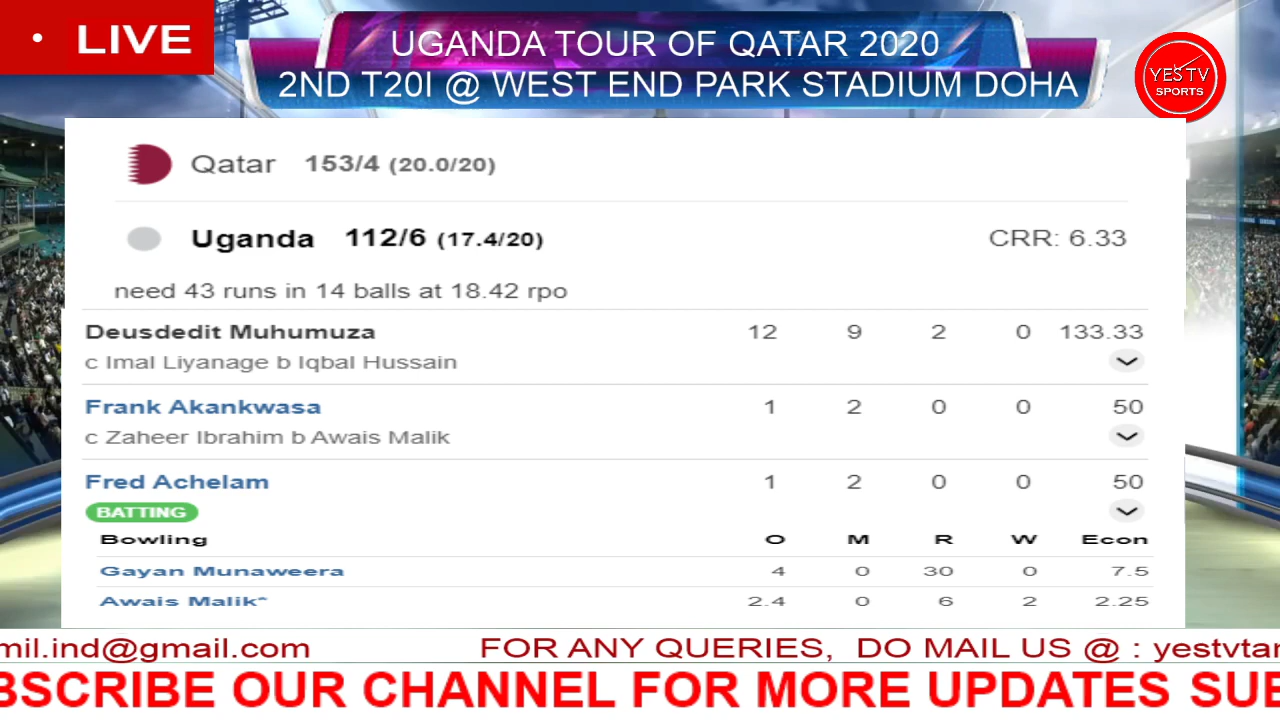 • LIVE
UGANDA TOUR OF QATAR 2020
2ND T20I @ WEST END PARK STADIUM DOHA
YES TV
SPORTS
Qatar 153/4 (20.0/20)
Uganda 112/6 (17.4/20) CRR: 6.33
need 43 runs in 14 balls at 18.42 rpo
Deusdedit Muhumuza 12 9 2 0 133.33
c Imal Liyanage b Iqbal Hussain
Frank Akankwasa 1 2 0 0 50
c Zaheer Ibrahim b Awais Malik
Fred Achelam 1 2 0 0 50
BATTING
Bowling O M R W Econ
Gayan Munaweera 4 0 30 0 7.5
Awais Malik* 2.4 0 6 2 2.25
mil.ind@gmail.com FOR ANY QUERIES, DO MAIL US @ : yestvtar
BSCRIBE OUR CHANNEL FOR MORE UPDATES SUB